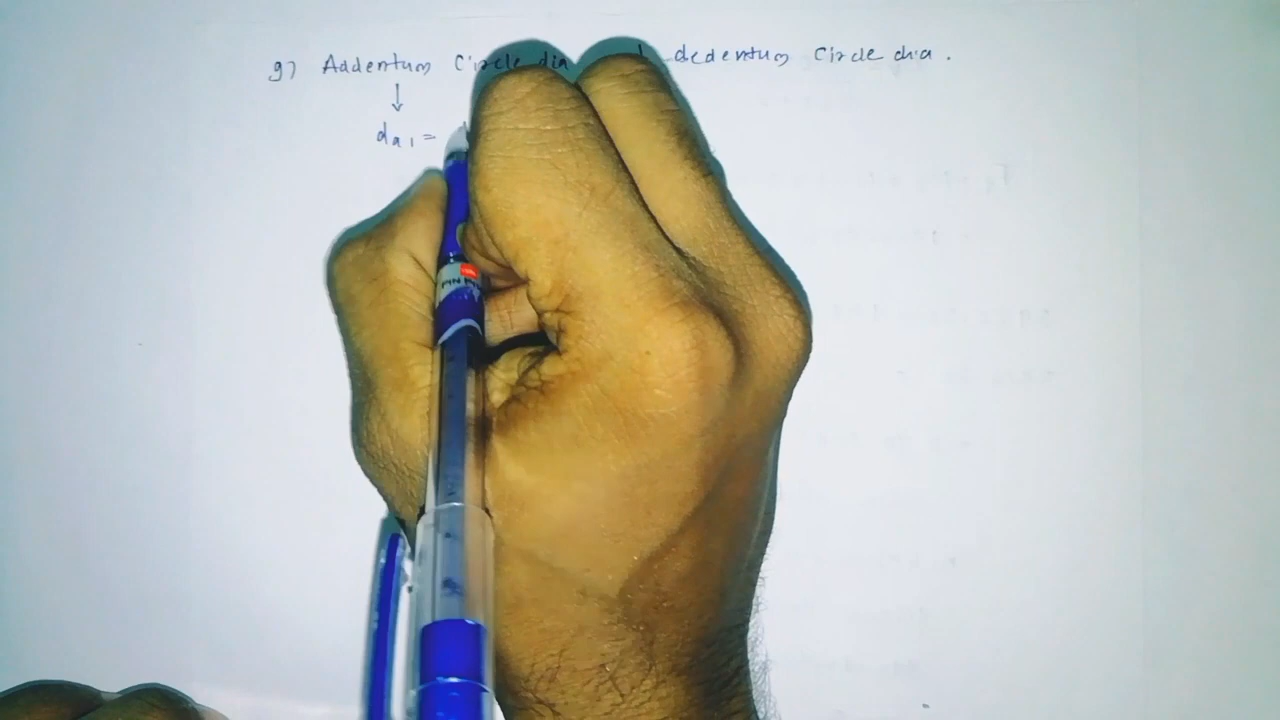 g) Addentum Circle dia dedentum Circle dia.
↓
da1 =